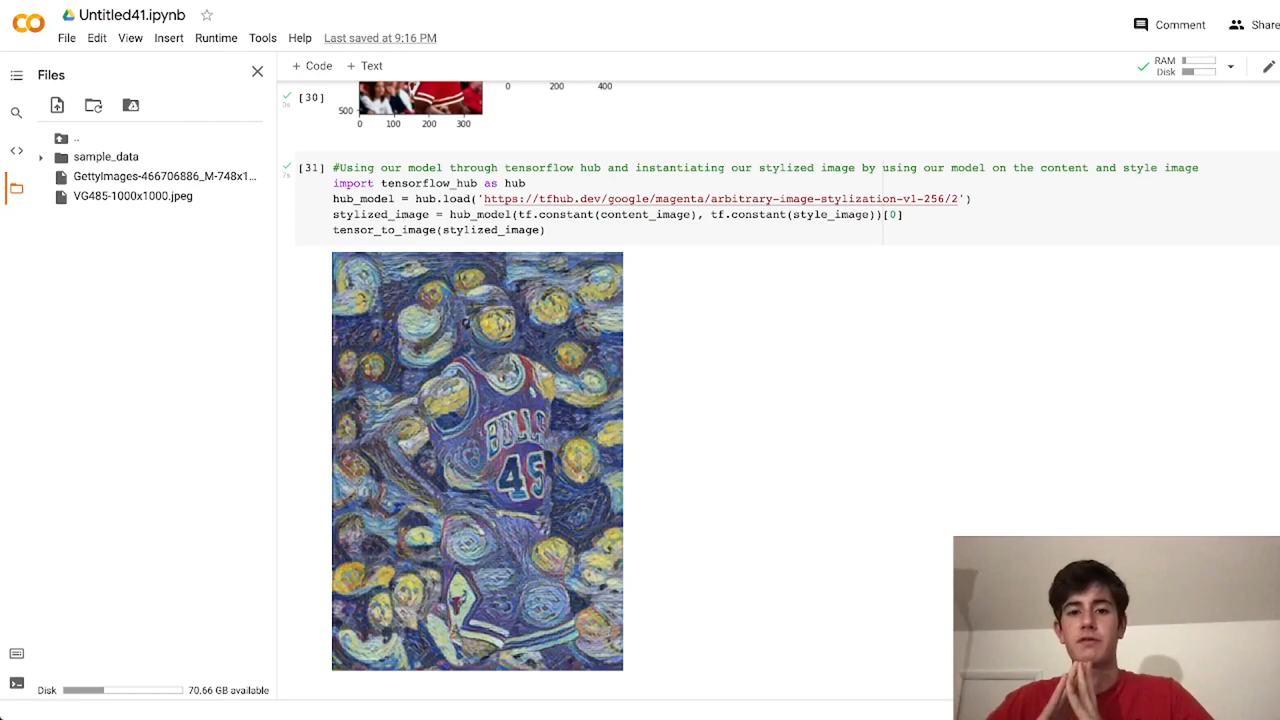 Untitled41.ipynb
File Edit View Insert Runtime Tools Help Last saved at 9:16 PM
Comment
Share
Files
+ Code + Text
RAM
Disk
..
sample_data
GettyImages-466706886_M-748x1...
VG485-1000x1000.jpeg
[30]
500
0 100 200 300
0 200 400
[31]
0s
7s
#Using our model through tensorflow hub and instantiating our stylized image by using our model on the content and style image
import tensorflow_hub as hub
hub_model = hub.load('https://tfhub.dev/google/magenta/arbitrary-image-stylization-v1-256/2')
stylized_image = hub_model(tf.constant(content_image), tf.constant(style_image))[0]
tensor_to_image(stylized_image)
BULLS
45
Disk 70.66 GB available